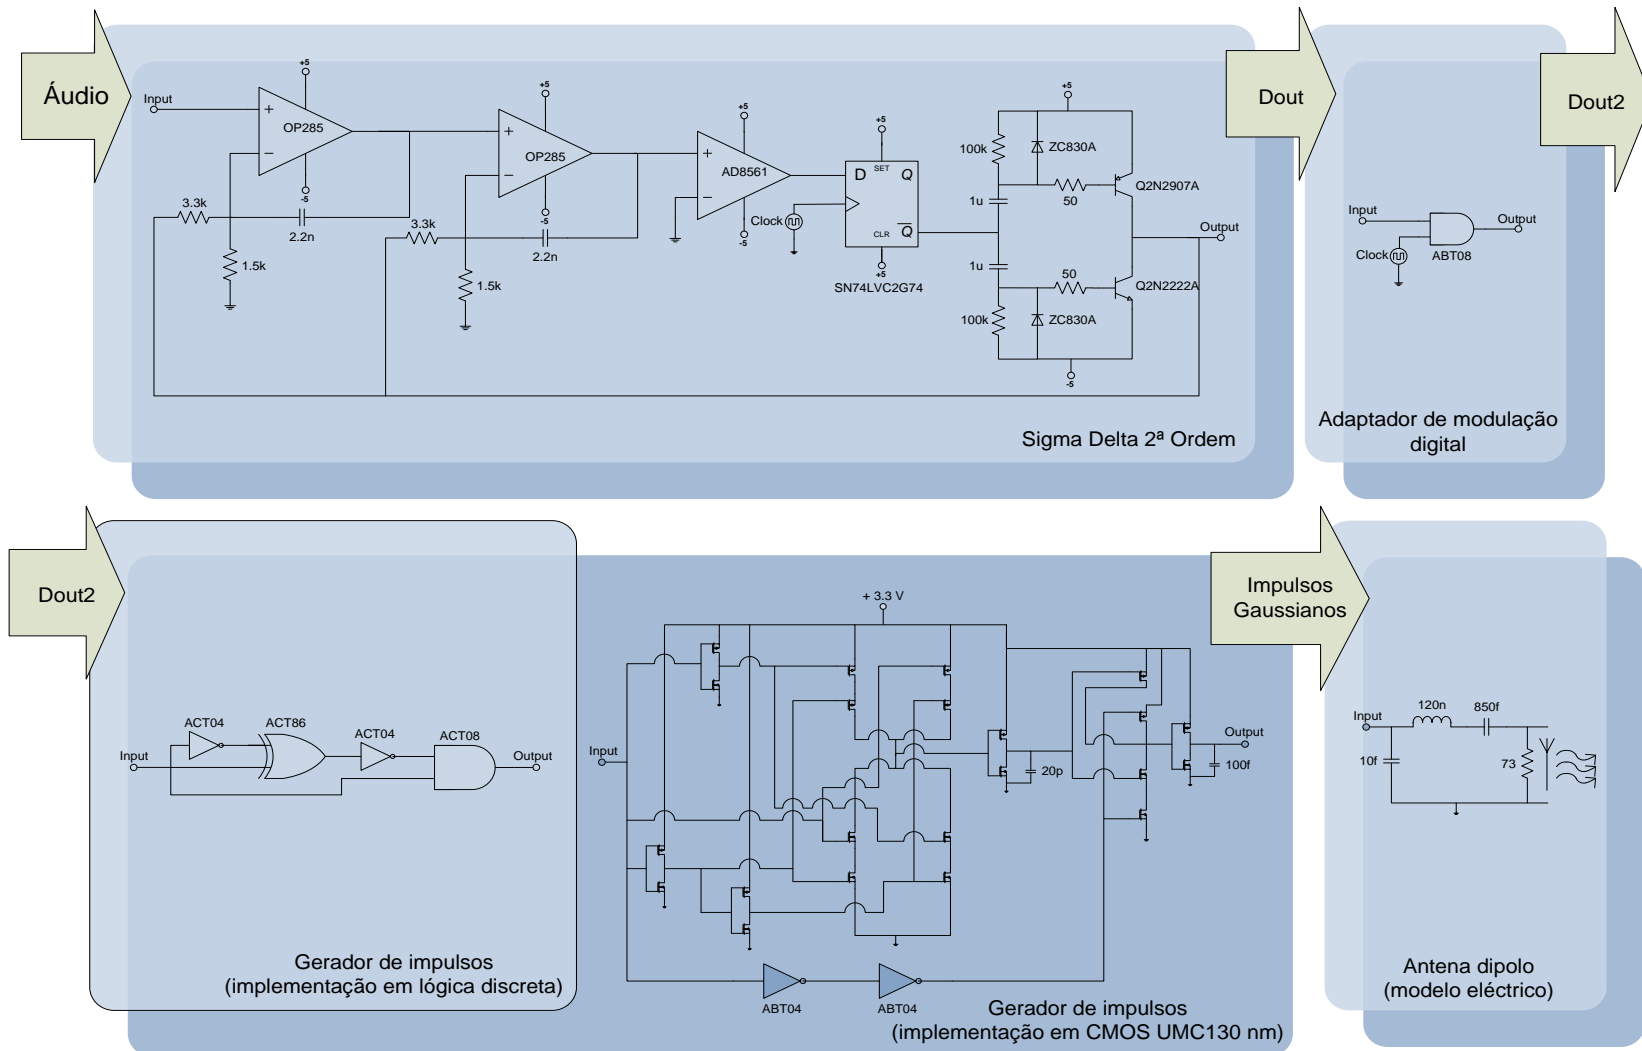 Áudio
Input
+5
OP285
-5
3.3k
2.2n
1.5k
+5
OP285
-5
3.3k
2.2n
1.5k
+5
AD8561
-5
Clock
+5
D
SET
Q
CLR
Q
+5
SN74LVC2G74
+5
100k
ZC830A
1u
50
Q2N2907A
Output
1u
50
Q2N2222A
100k
ZC830A
-5
Sigma Delta 2ª Ordem
Dout
Input
Clock
ABT08
Output
Adaptador de modulação
digital
Dout2
Dout2
Input
ACT04
ACT86
ACT04
ACT08
Output
Gerador de impulsos
(implementação em lógica discreta)
+ 3.3 V
Input
20p
Output
100f
ABT04
ABT04
Gerador de impulsos
(implementação em CMOS UMC130 nm)
Impulsos
Gaussianos
Input
120n
850f
10f
73
Antena dipolo
(modelo eléctrico)